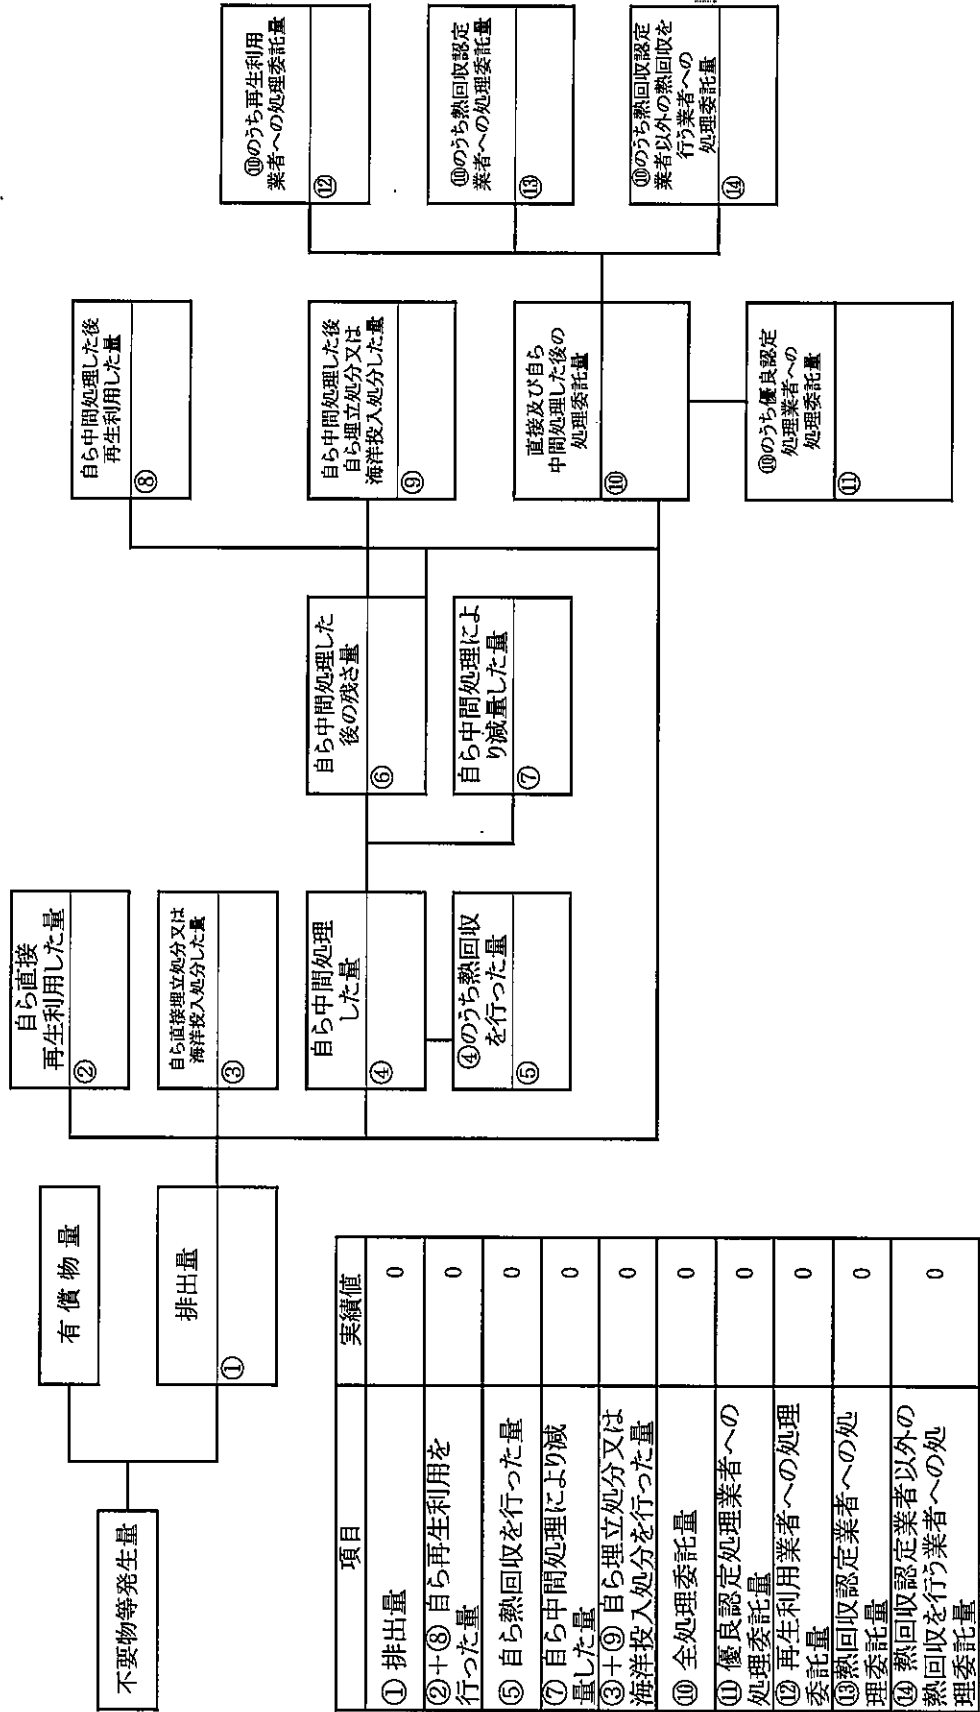 不要物等発生量
有償物量
排出量
①
自ら直接
再生利用した量
②
自ら直接埋立処分又は
海洋投入処分した量
③
自ら中間処理
した量
④
④のうち熱回収
を行った量
⑤
自ら中間処理した
後の残さ量
⑥
自ら中間処理によ
り減量した量
⑦
自ら中間処理した後
再生利用した量
⑧
自ら中間処理した後
自ら埋立処分又は
海洋投入処分した量
⑨
直接及び自ら
中間処理した後の
処理委託量
⑩
⑩のうち優良認定
処理業者への
処理委託量
⑪
⑩のうち再生利用
業者への処理委託量
⑫
⑩のうち熱回収認定
業者への処理委託量
⑬
⑩のうち熱回収認定
業者以外の熱回収を
行う業者への
処理委託量
⑭
項目 実績値
① 排出量 0
②+⑧ 自ら再生利用を
行った量 0
⑤ 自ら熱回収を行った量 0
⑦ 自ら中間処理により減
量した量 0
③+⑨ 自ら埋立処分又は
海洋投入処分を行った量 0
⑩ 全処理委託量 0
⑪ 優良認定処理業者への
処理委託量 0
⑫ 再生利用業者への処理
委託量 0
⑬熱回収認定業者への処
理委託量 0
⑭ 熱回収認定業者以外の
熱回収を行う業者への処
理委託量 0